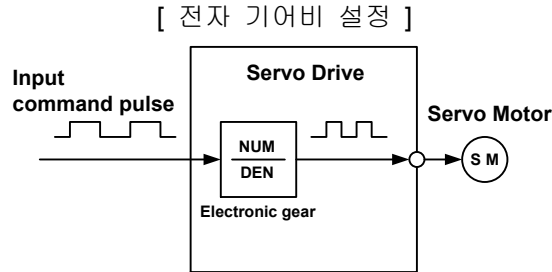 [ 전자 기어비 설정 ]
Servo Drive
Input
command pulse
Servo Motor
NUM
DEN
S M
Electronic gear